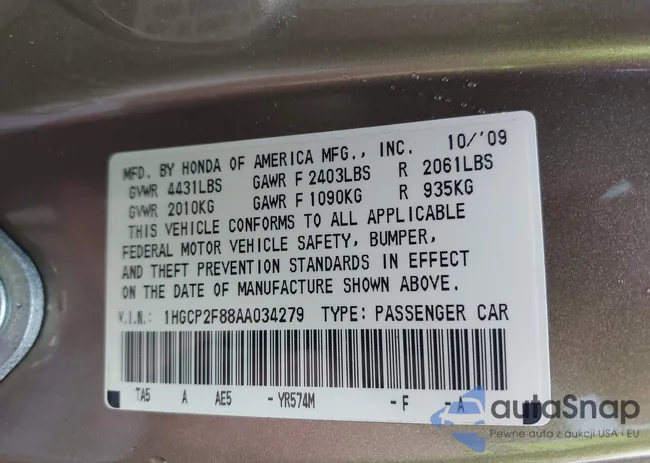 MFD. BY HONDA OF AMERICA MFG., INC. 10/'09
GVWR 4431LBS GAWR F 2403LBS R 2061LBS
GVWR 2010KG GAWR F 1090KG R 935KG
THIS VEHICLE CONFORMS TO ALL APPLICABLE
FEDERAL MOTOR VEHICLE SAFETY, BUMPER,
AND THEFT PREVENTION STANDARDS IN EFFECT
ON THE DATE OF MANUFACTURE SHOWN ABOVE.
V.I.N.: 1HGCP2F88AA034279 TYPE: PASSENGER CAR
TA5 A AE5 - YR574M - F - A
autoSnap
Pewne auta z aukcji USA i EU